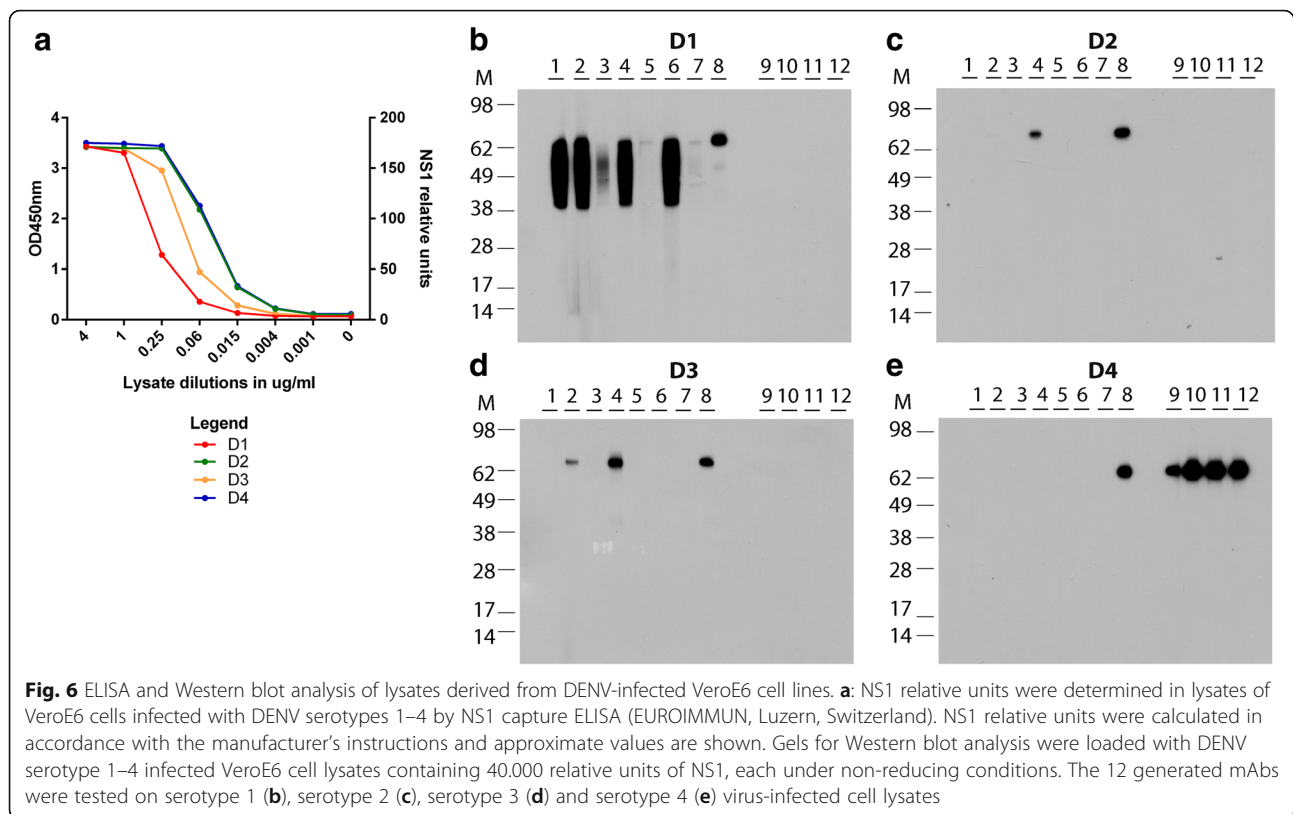 a
4
3
2
1
0
OD450nm
200
150
100
50
0
NS1 relative units
4
1
0.25
0.06
0.015
0.004
0.001
0
Lysate dilutions in ug/ml
Legend
D1
D2
D3
D4
b
D1
M
1 2 3 4 5 6 7 8 9 10 11 12
98
62
49
38
28
17
14
c
D2
M
1 2 3 4 5 6 7 8 9 10 11 12
98
62
49
38
28
17
14
d
D3
M
1 2 3 4 5 6 7 8 9 10 11 12
98
62
49
38
28
17
14
e
D4
M
1 2 3 4 5 6 7 8 9 10 11 12
98
62
49
38
28
17
14
Fig. 6 ELISA and Western blot analysis of lysates derived from DENV-infected VeroE6 cell lines. a: NS1 relative units were determined in lysates of
VeroE6 cells infected with DENV serotypes 1–4 by NS1 capture ELISA (EUROIMMUN, Luzern, Switzerland). NS1 relative units were calculated in
accordance with the manufacturer's instructions and approximate values are shown. Gels for Western blot analysis were loaded with DENV
serotype 1–4 infected VeroE6 cell lysates containing 40.000 relative units of NS1, each under non-reducing conditions. The 12 generated mAbs
were tested on serotype 1 (b), serotype 2 (c), serotype 3 (d) and serotype 4 (e) virus-infected cell lysates